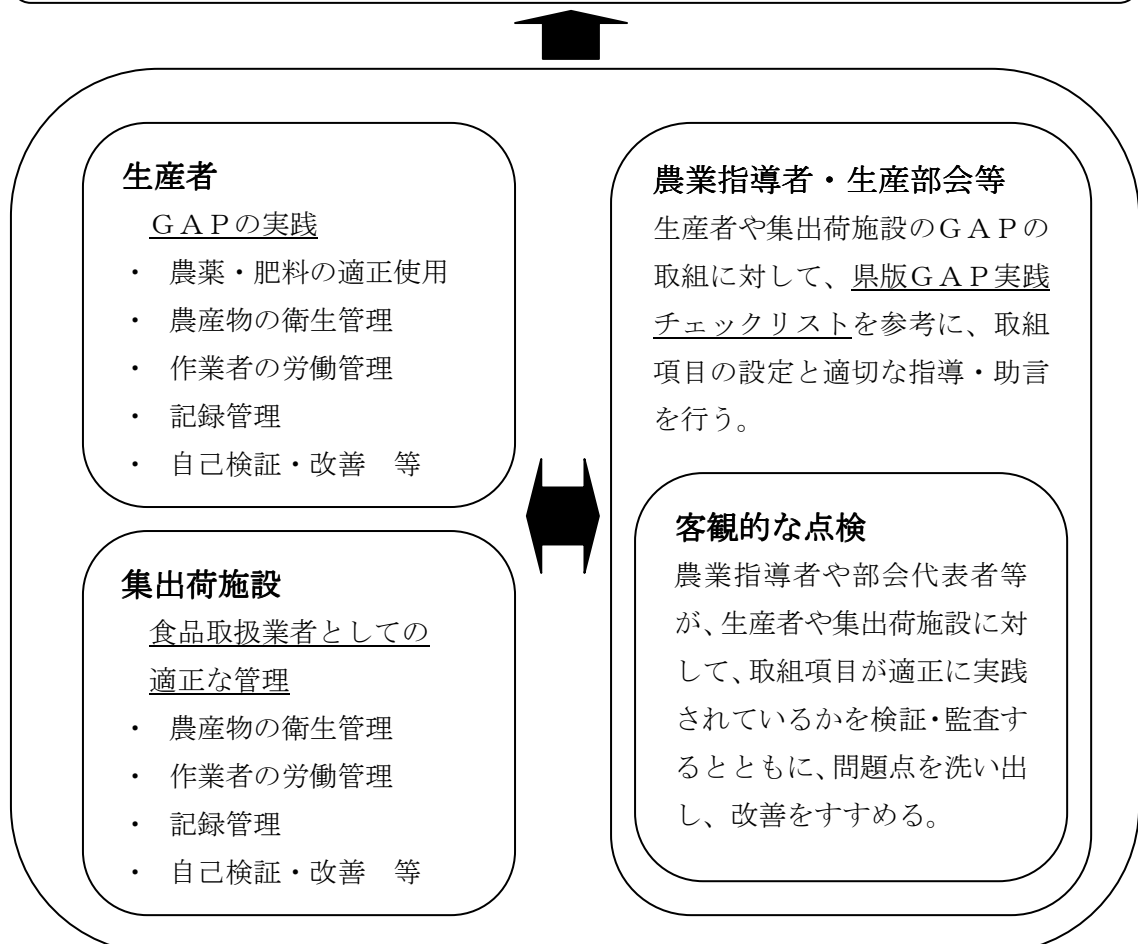 生産者
ＧＡＰの実践
・ 農薬・肥料の適正使用
・ 農産物の衛生管理
・ 作業者の労働管理
・ 記録管理
・ 自己検証・改善　等
集出荷施設
食品取扱業者としての
適正な管理
・ 農産物の衛生管理
・ 作業者の労働管理
・ 記録管理
・ 自己検証・改善　等
農業指導者・生産部会等
生産者や集出荷施設のＧＡＰの
取組に対して、県版ＧＡＰ実践
チェックリストを参考に、取組
項目の設定と適切な指導・助言
を行う。
客観的な点検
農業指導者や部会代表者等
が、生産者や集出荷施設に対
して、取組項目が適正に実践
されているかを検証・監査す
るとともに、問題点を洗い出
し、改善をすすめる。